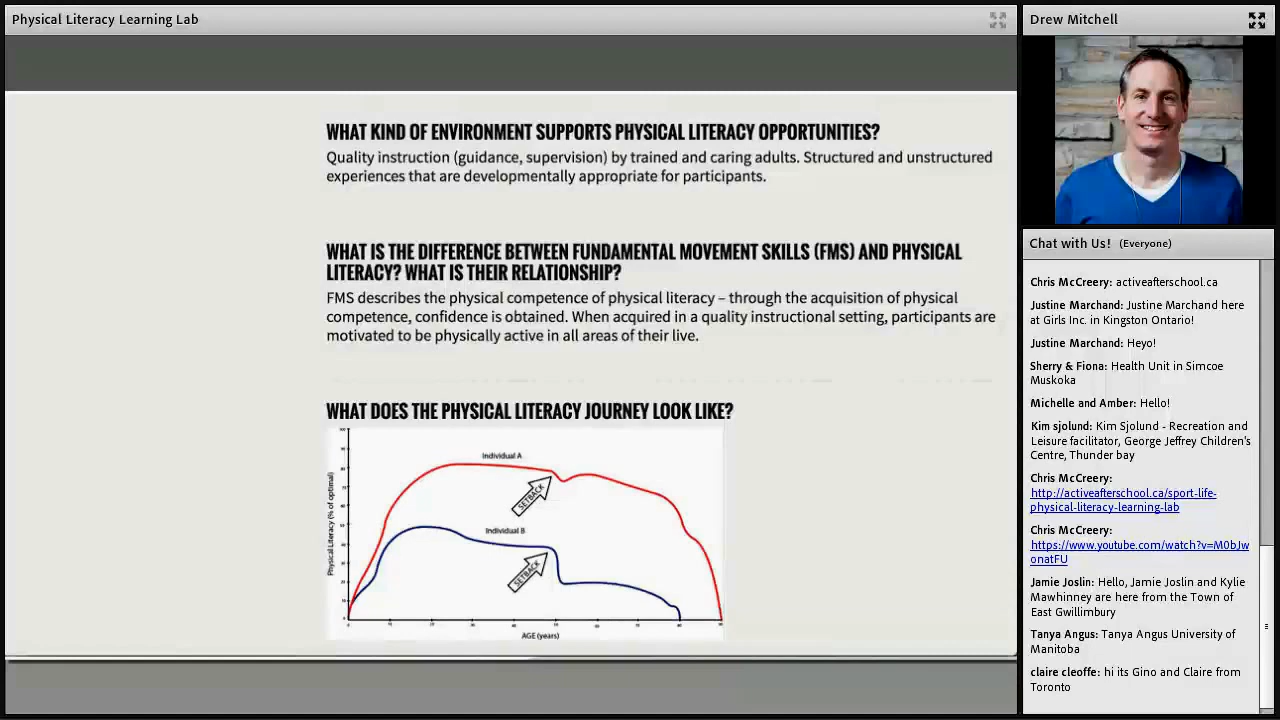 Physical Literacy Learning Lab
WHAT KIND OF ENVIRONMENT SUPPORTS PHYSICAL LITERACY OPPORTUNITIES?
Quality instruction (guidance, supervision) by trained and caring adults. Structured and unstructured
experiences that are developmentally appropriate for participants.
WHAT IS THE DIFFERENCE BETWEEN FUNDAMENTAL MOVEMENT SKILLS (FMS) AND PHYSICAL
LITERACY? WHAT IS THEIR RELATIONSHIP?
FMS describes the physical competence of physical literacy – through the acquisition of physical
competence, confidence is obtained. When acquired in a quality instructional setting, participants are
motivated to be physically active in all areas of their live.
WHAT DOES THE PHYSICAL LITERACY JOURNEY LOOK LIKE?
Physical Literacy (% of optimal)
Individual A
SETBACK
Individual B
SETBACK
AGE (years)
Drew Mitchell
Chat with Us! (Everyone)
Chris McCreery: activeafterschool.ca
Justine Marchand: Justine Marchand here
at Girls Inc. in Kingston Ontario!
Justine Marchand: Heyo!
Sherry & Fiona: Health Unit in Simcoe
Muskoka
Michelle and Amber: Hello!
Kim sjolund: Kim Sjolund - Recreation and
Leisure facilitator, George Jeffrey Children's
Centre, Thunder bay
Chris McCreery:
http://activeafterschool.ca/sport-life-
physical-literacy-learning-lab
Chris McCreery:
https://www.youtube.com/watch?v=M0bJw
onatFU
Jamie Joslin: Hello, Jamie Joslin and Kylie
Mawhinney are here from the Town of
East Gwillimbury
Tanya Angus: Tanya Angus University of
Manitoba
claire cleoffe: hi its Gino and Claire from
Toronto